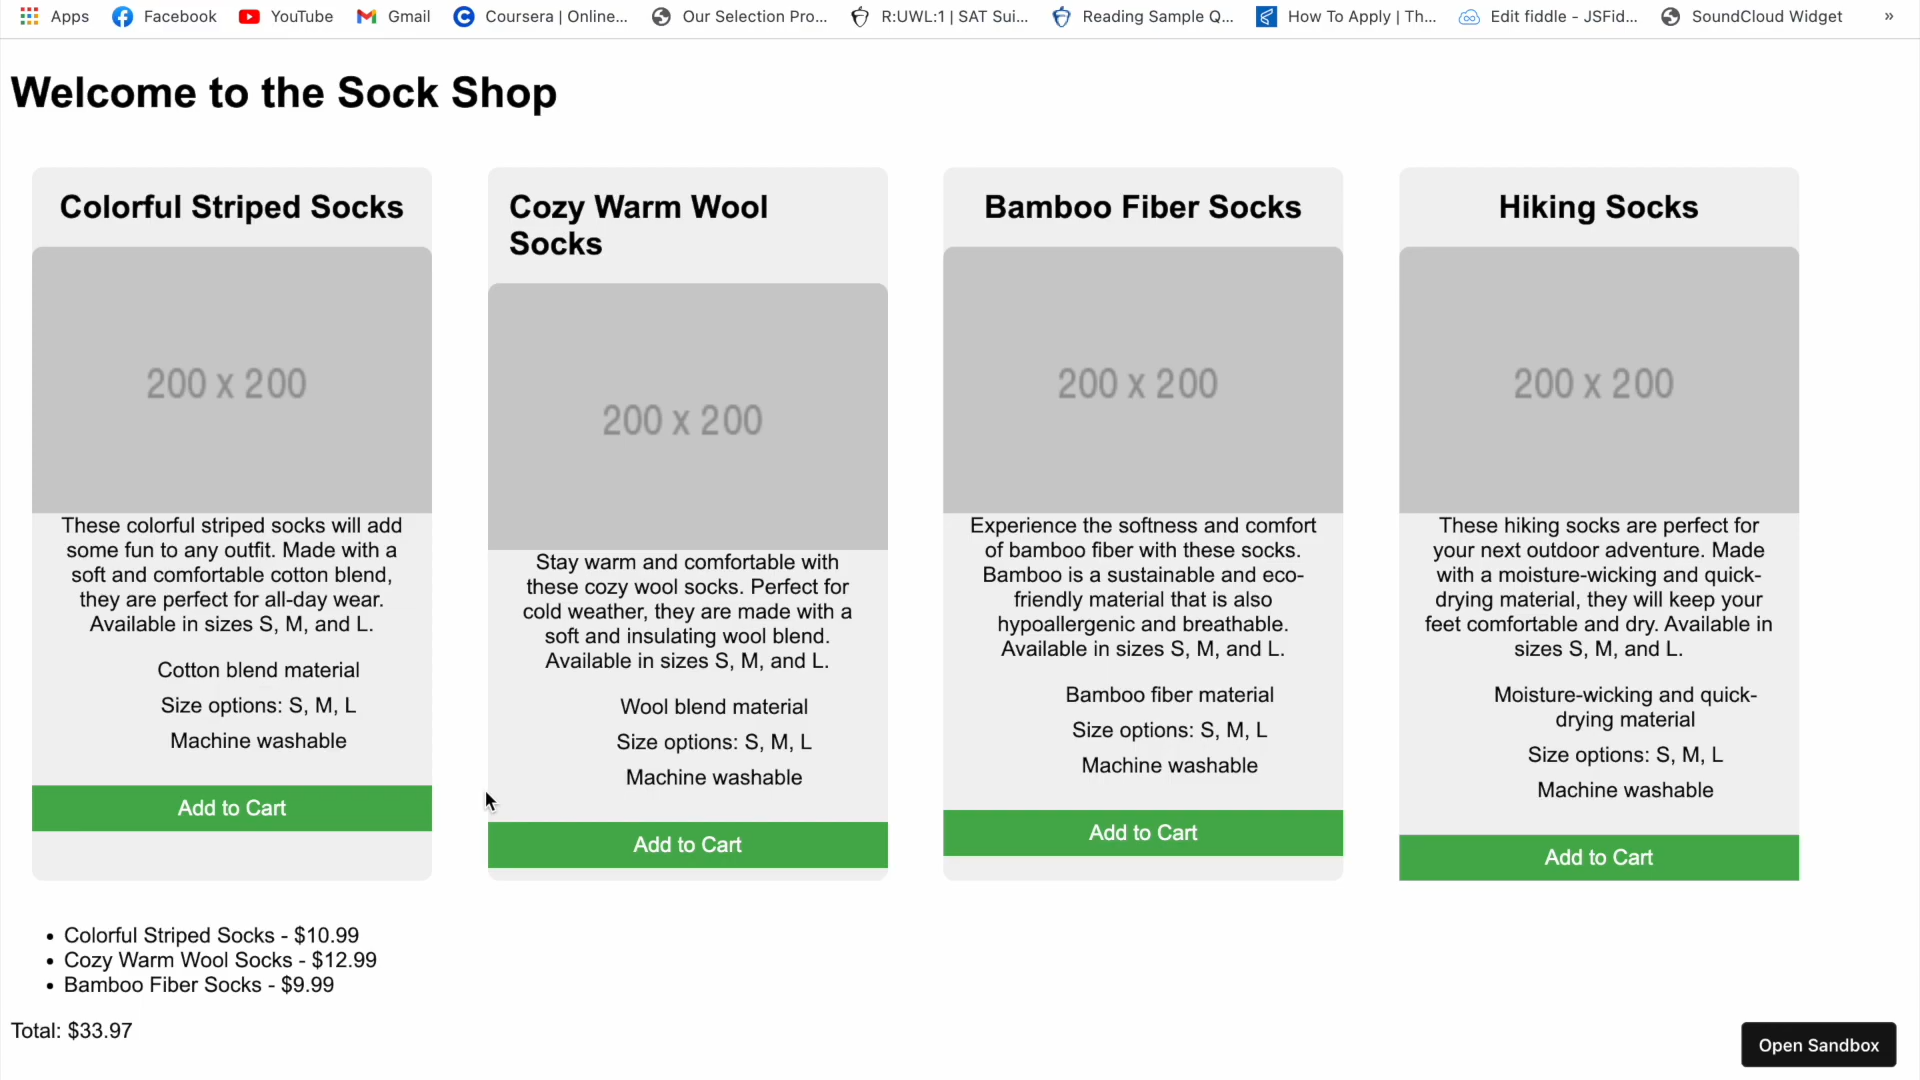 Apps Facebook YouTube Gmail Coursera | Online... Our Selection Pro... R:UWL:1 | SAT Sui... Reading Sample Q... How To Apply | Th... Edit fiddle - JSFid... SoundCloud Widget »
Welcome to the Sock Shop
Colorful Striped Socks
200 x 200
These colorful striped socks will add
some fun to any outfit. Made with a
soft and comfortable cotton blend,
they are perfect for all-day wear.
Available in sizes S, M, and L.
Cotton blend material
Size options: S, M, L
Machine washable
Add to Cart
Cozy Warm Wool
Socks
200 x 200
Stay warm and comfortable with
these cozy wool socks. Perfect for
cold weather, they are made with a
soft and insulating wool blend.
Available in sizes S, M, and L.
Wool blend material
Size options: S, M, L
Machine washable
Add to Cart
Bamboo Fiber Socks
200 x 200
Experience the softness and comfort
of bamboo fiber with these socks.
Bamboo is a sustainable and eco-
friendly material that is also
hypoallergenic and breathable.
Available in sizes S, M, and L.
Bamboo fiber material
Size options: S, M, L
Machine washable
Add to Cart
Hiking Socks
200 x 200
These hiking socks are perfect for
your next outdoor adventure. Made
with a moisture-wicking and quick-
drying material, they will keep your
feet comfortable and dry. Available in
sizes S, M, and L.
Moisture-wicking and quick-
drying material
Size options: S, M, L
Machine washable
Add to Cart
• Colorful Striped Socks - $10.99
• Cozy Warm Wool Socks - $12.99
• Bamboo Fiber Socks - $9.99
Total: $33.97
Open Sandbox